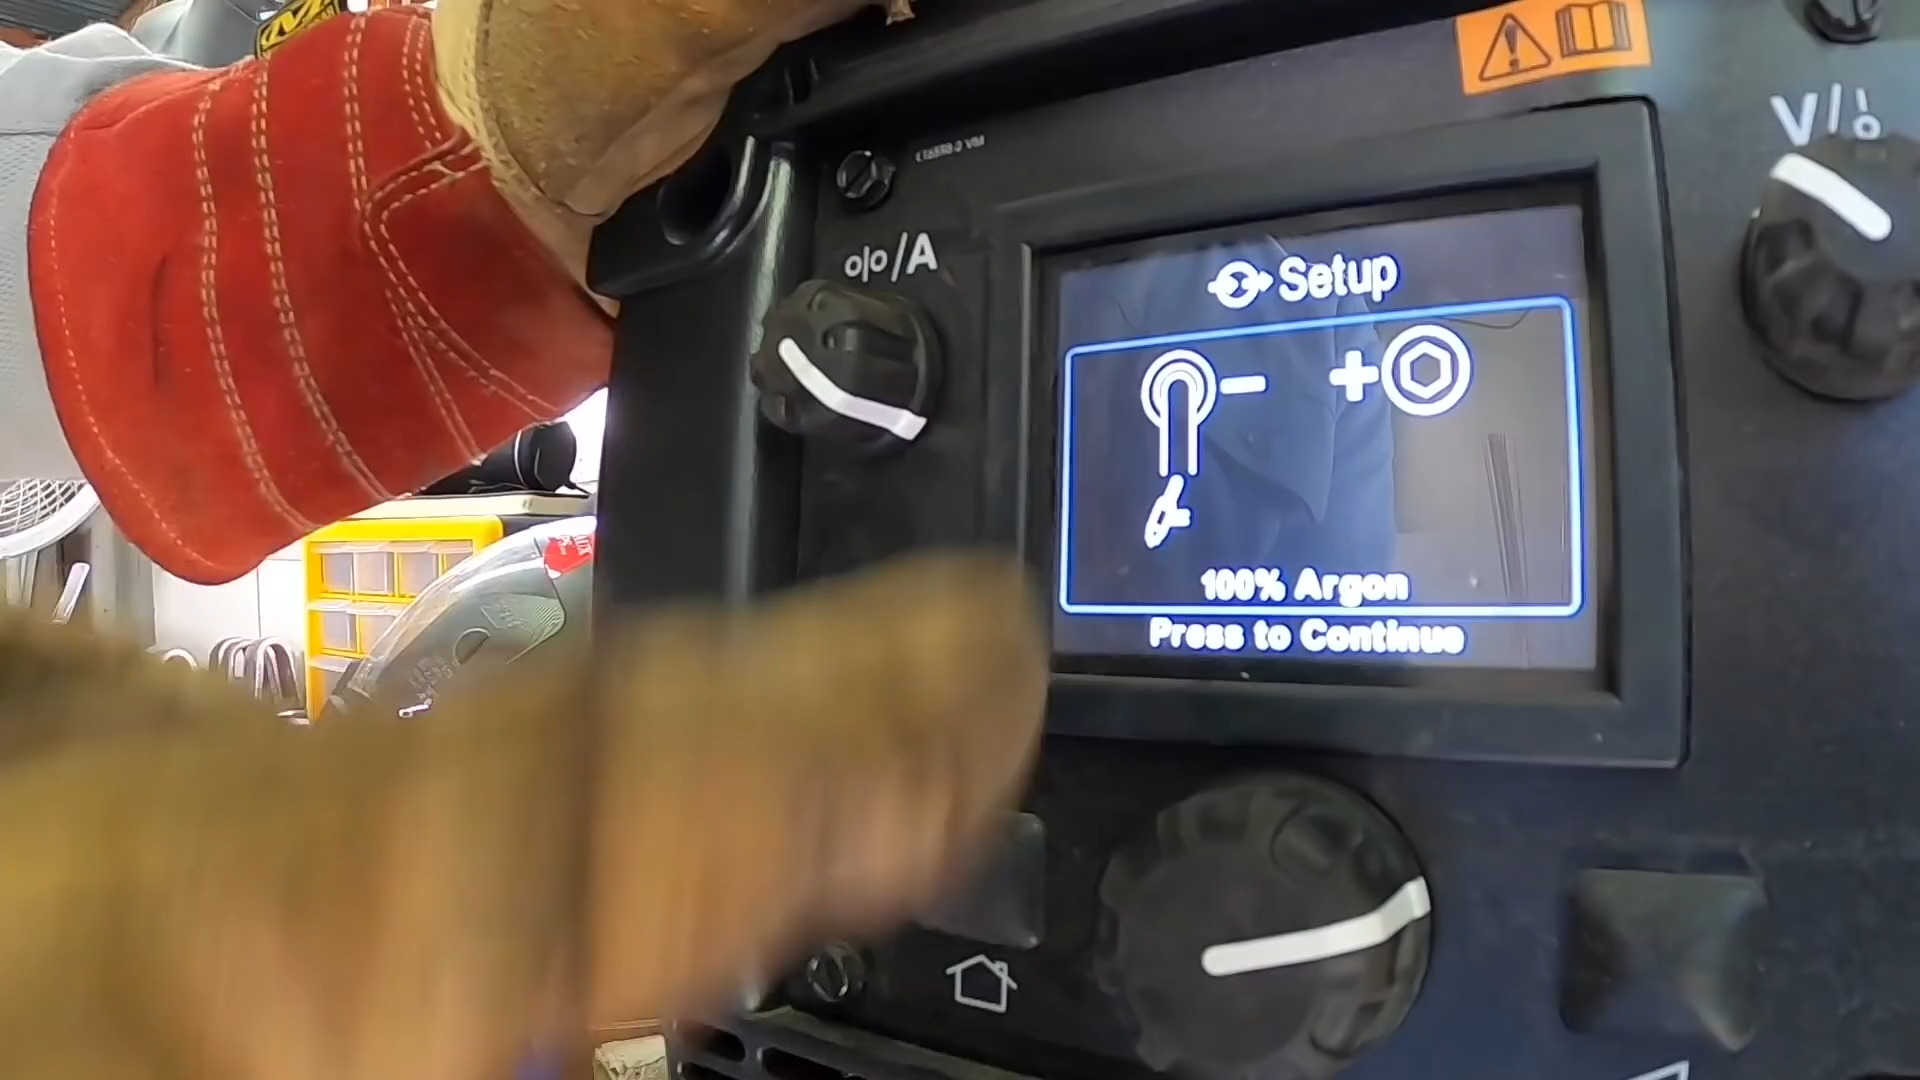 o|o/A
V/
Setup
- +
100% Argon
Press to Continue